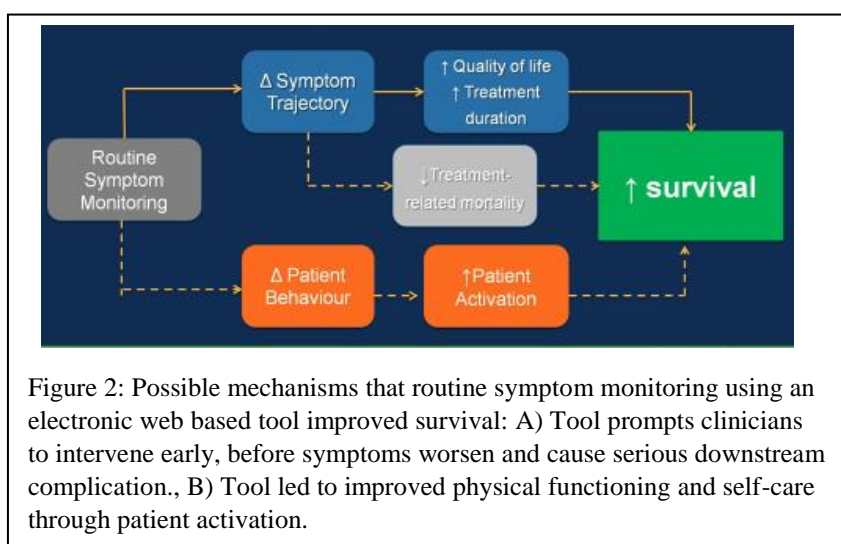 Δ Symptom
Trajectory
↑ Quality of life
↑ Treatment
duration
Routine
Symptom
Monitoring
↓Treatment-
related mortality
↑ survival
Δ Patient
Behaviour
↑Patient
Activation
Figure 2: Possible mechanisms that routine symptom monitoring using an
electronic web based tool improved survival: A) Tool prompts clinicians
to intervene early, before symptoms worsen and cause serious downstream
complication., B) Tool led to improved physical functioning and self-care
through patient activation.